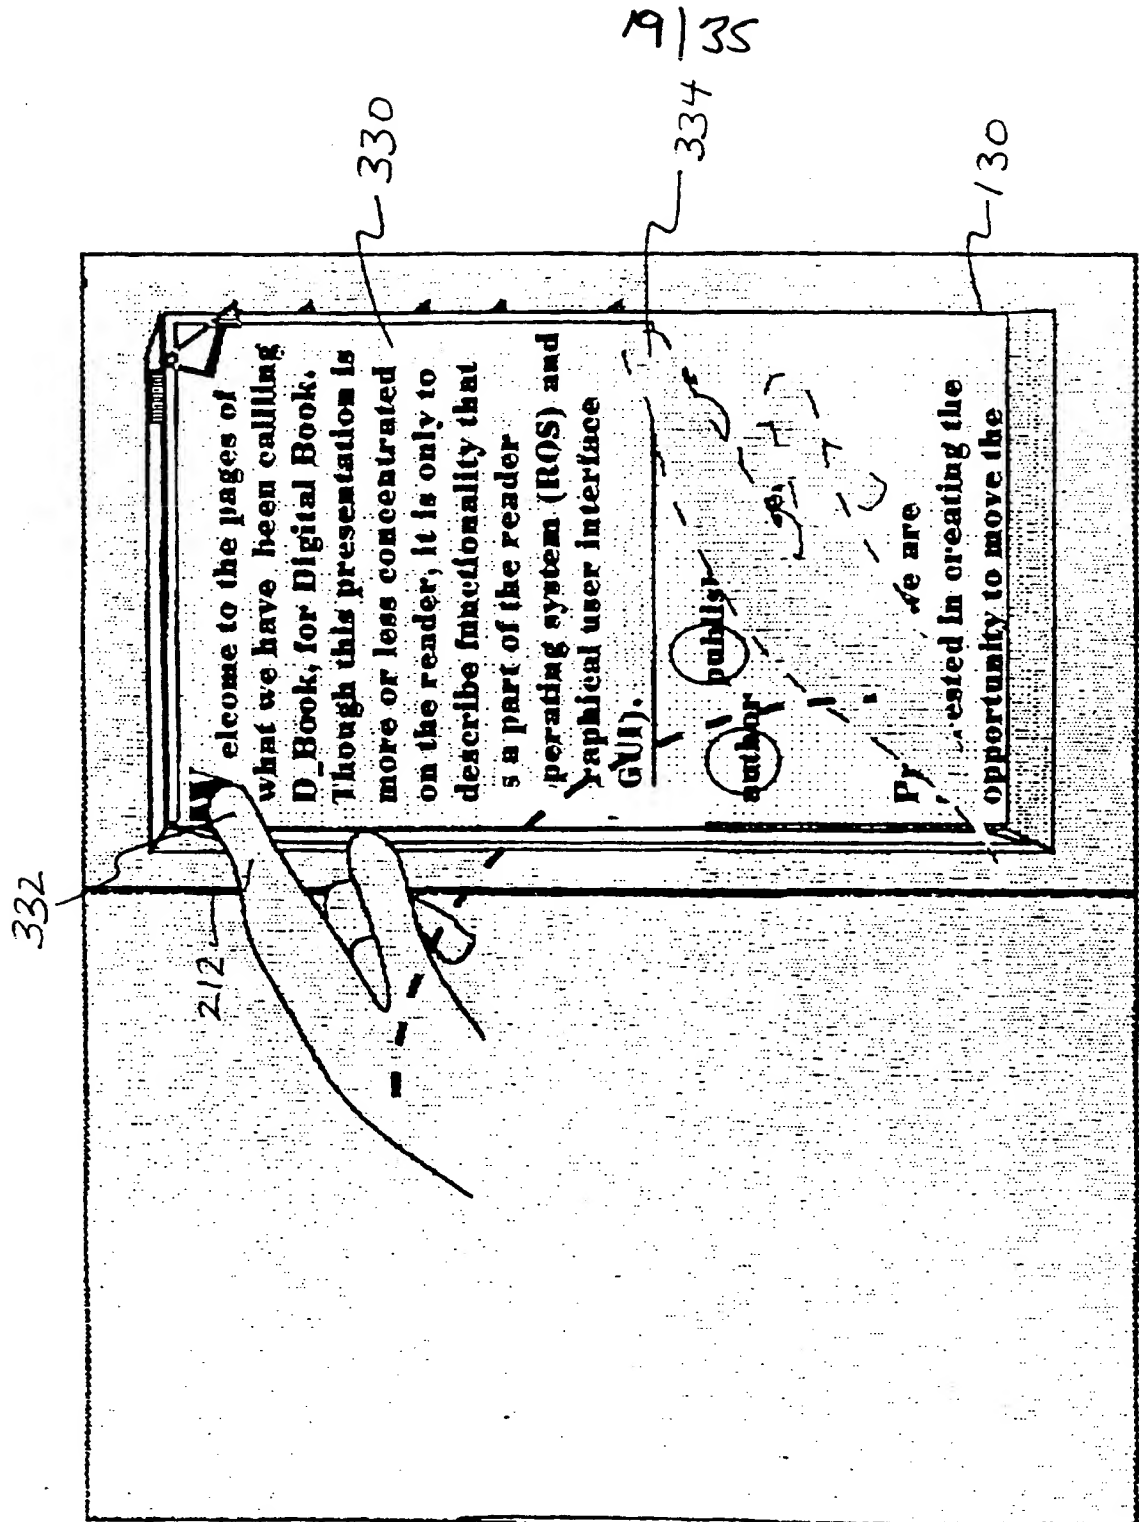 19/35
330
334
130
332
212
W
elcome to the pages of
what we have been callling
D_Book, for Digital Book.
Though this presentation is
more or less concentrated
on the reader, it is only to
describe functionality that
s a part of the reader
perating system (ROS) and
raphical user interface
GUI).
author publish
we are
ested in creating the
opportunity to move the